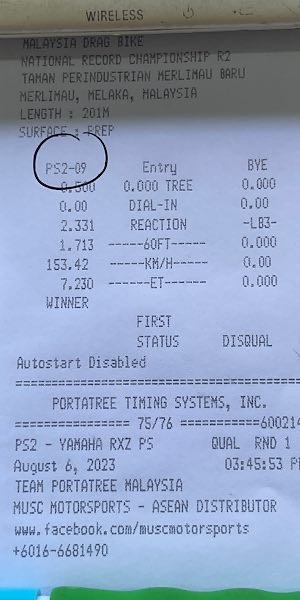 WIRELESS
MALAYSIA DRAG BIKE
NATIONAL RECORD CHAMPIONSHIP R2
TAMAN PERINDUSTRIAN MERLIMAU BARU
MERLIMAU, MELAKA, MALAYSIA
LENGTH : 201M
SURFACE : PREP
PS2-09 Entry BYE
0.500 0.000 TREE 0.000
0.00 DIAL-IN 0.00
2.331 REACTION -LB3-
1.713 -----60FT----- 0.000
153.42 -----KM/H----- 0.00
7.230 ------ET------ 0.000
WINNER
FIRST
STATUS DISQUAL
Autostart Disabled
PORTATREE TIMING SYSTEMS, INC.
=============== 75/76 ===========600214
PS2 - YAMAHA RXZ PS QUAL RND 1
August 6, 2023 03:45:53 P
TEAM PORTATREE MALAYSIA
MUSC MOTORSPORTS - ASEAN DISTRIBUTOR
www.facebook.com/muscmotorsports
+6016-6681490